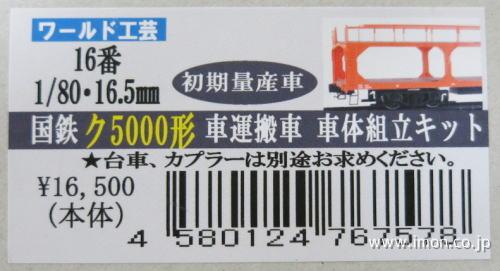 ワールド工芸
16番
1/80・16.5mm
初期量産車
国鉄 ク5000形 車運搬車 車体組立キット
★台車、カプラーは別途お求めください。
¥16,500
(本体)
4 580124 767578
www.imon.co.jp